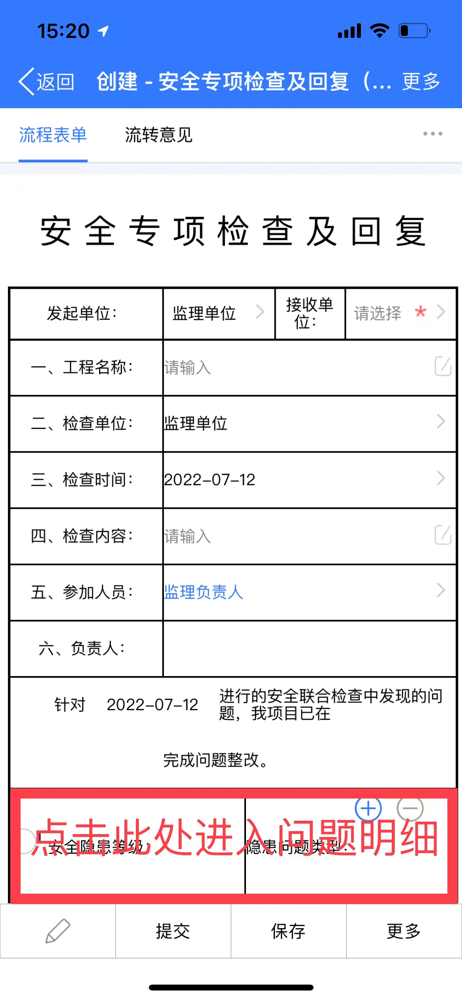 15:20
返回 创建 - 安全专项检查及回复（... 更多
流程表单 流转意见
安全专项检查及回复
发起单位： 监理单位 接收单位： 请选择 *
一、工程名称： 请输入
二、检查单位： 监理单位
三、检查时间： 2022-07-12
四、检查内容： 请输入
五、参加人员： 监理负责人
六、负责人：
针对 2022-07-12 进行的安全联合检查中发现的问
题，我项目已在
完成问题整改。
点击此处进入问题明细
安全隐患等级： 隐患问题类型：
提交 保存 更多